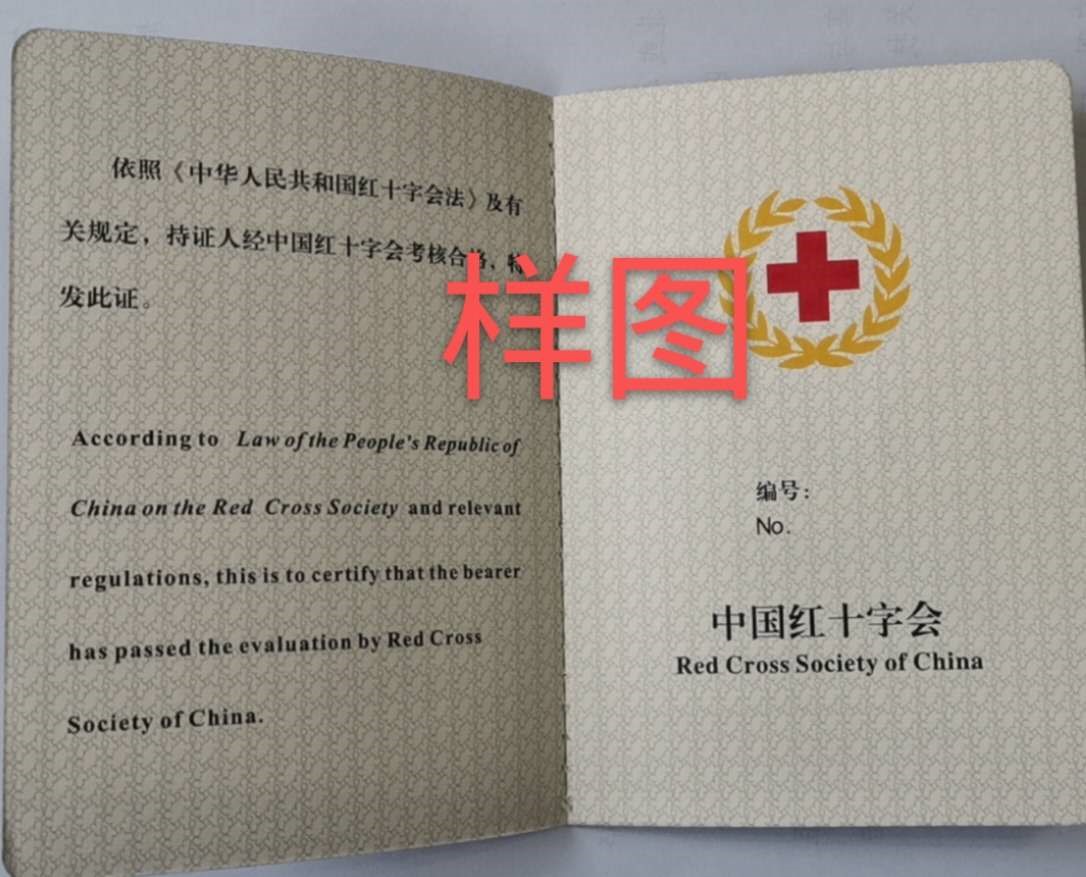 依照《中华人民共和国红十字会法》及有
关规定，持证人经中国红十字会考核合格，特
发此证。
According to Law of the People's Republic of
China on the Red Cross Society and relevant
regulations, this is to certify that the bearer
has passed the evaluation by Red Cross
Society of China.
样图
编号：
No.
中国红十字会
Red Cross Society of China